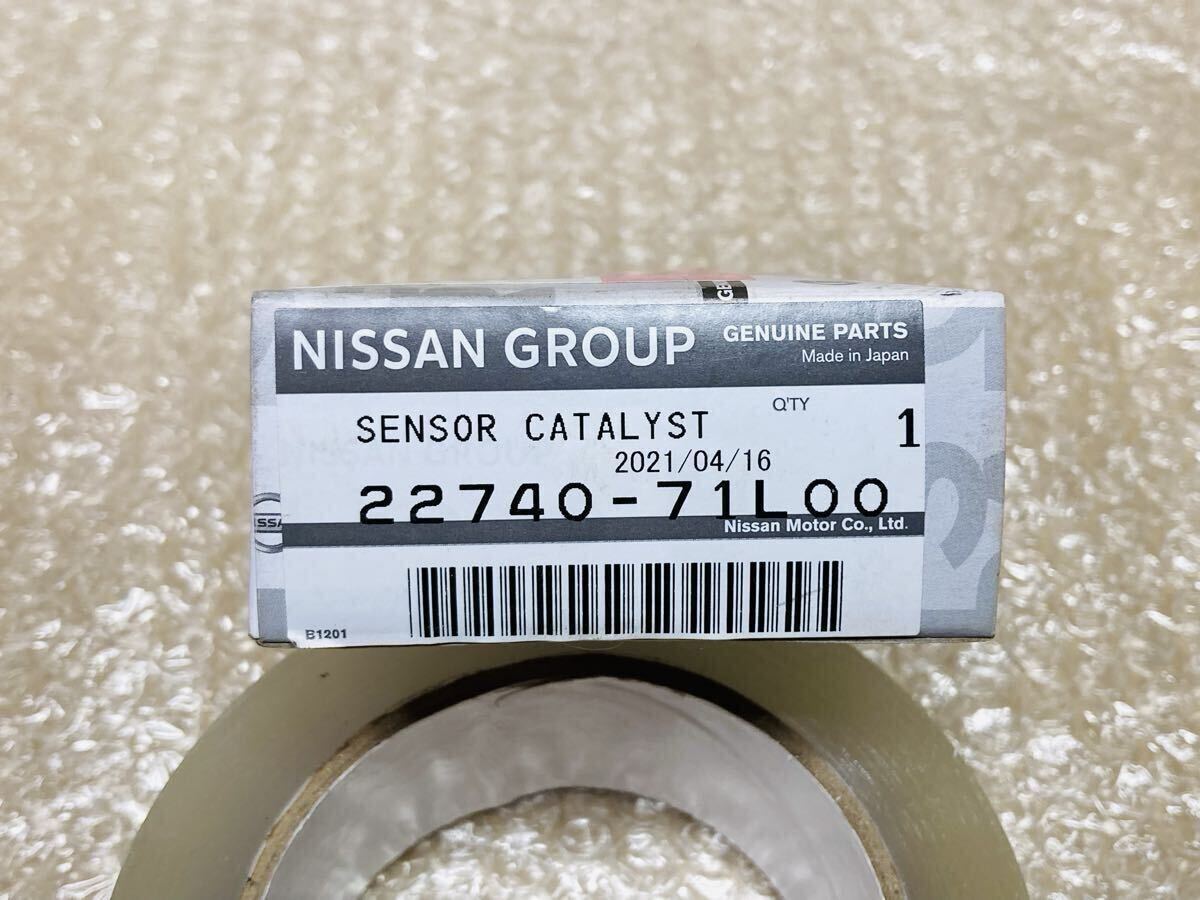 NISSAN GROUP
GENUINE PARTS
Made in Japan
SENSOR CATALYST
Q'TY
1
2021/04/16
22740-71L00
Nissan Motor Co., Ltd.
B1201